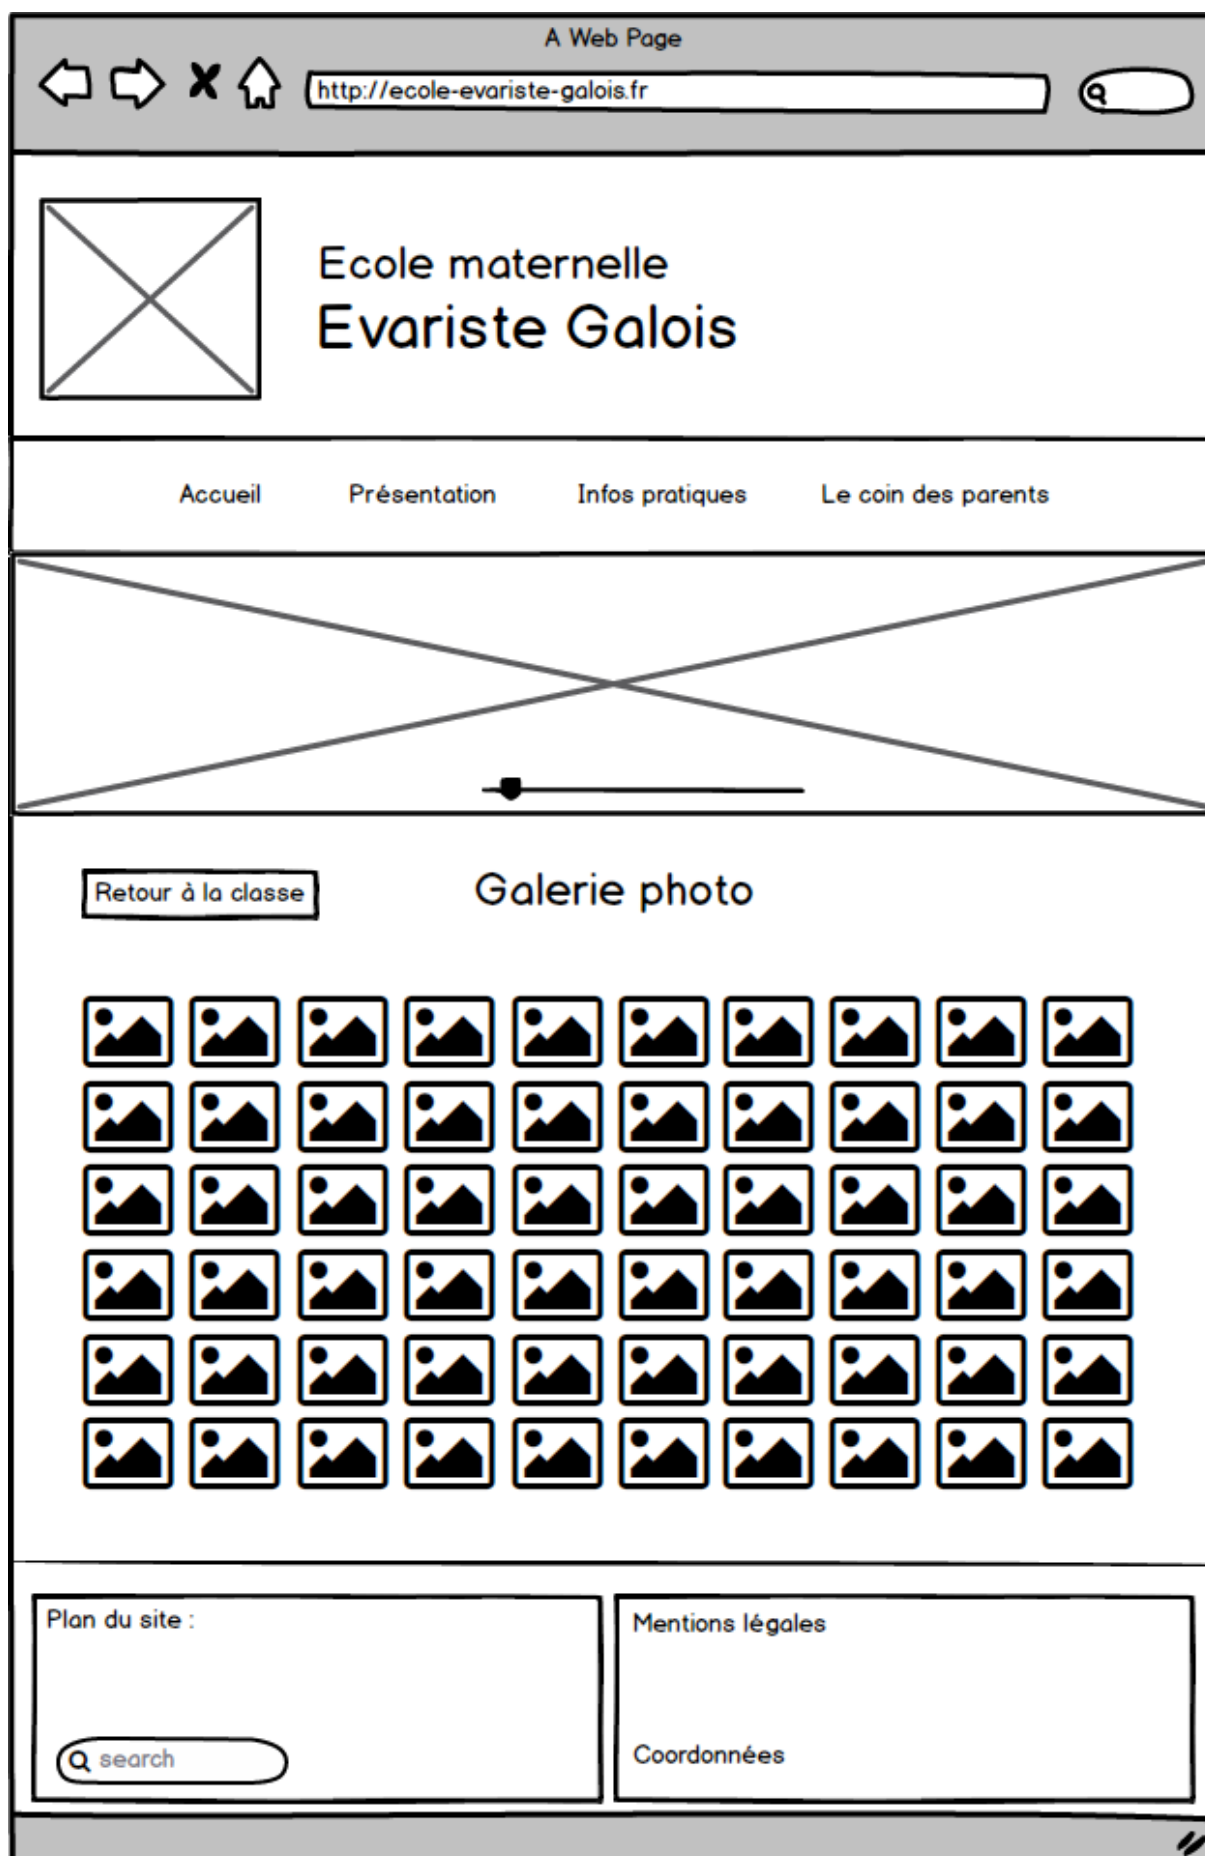 A Web Page
http://ecole-evariste-galois.fr
Ecole maternelle
Evariste Galois
Accueil Présentation Infos pratiques Le coin des parents
Retour à la classe
Galerie photo
Plan du site :
search
Mentions légales
Coordonnées